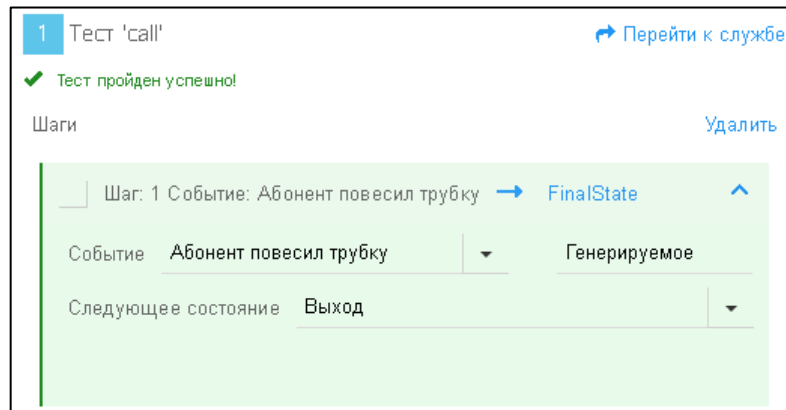 1 Тест 'call' Перейти к службе
Тест пройден успешно!
Шаги Удалить
Шаг: 1 Событие: Абонент повесил трубку → FinalState
Событие Абонент повесил трубку Генерируемое
Следующее состояние Выход